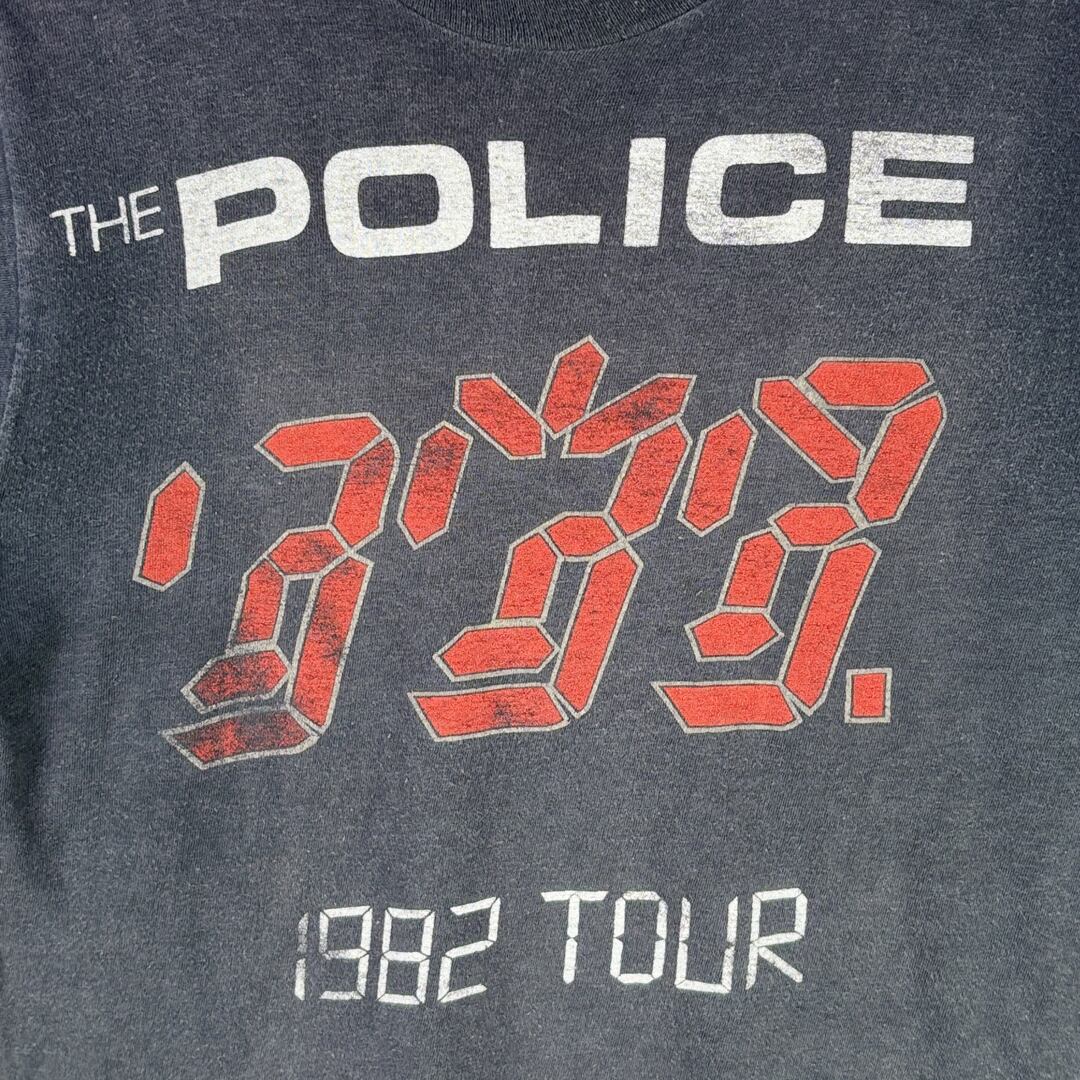 THE POLICE
1982 TOUR